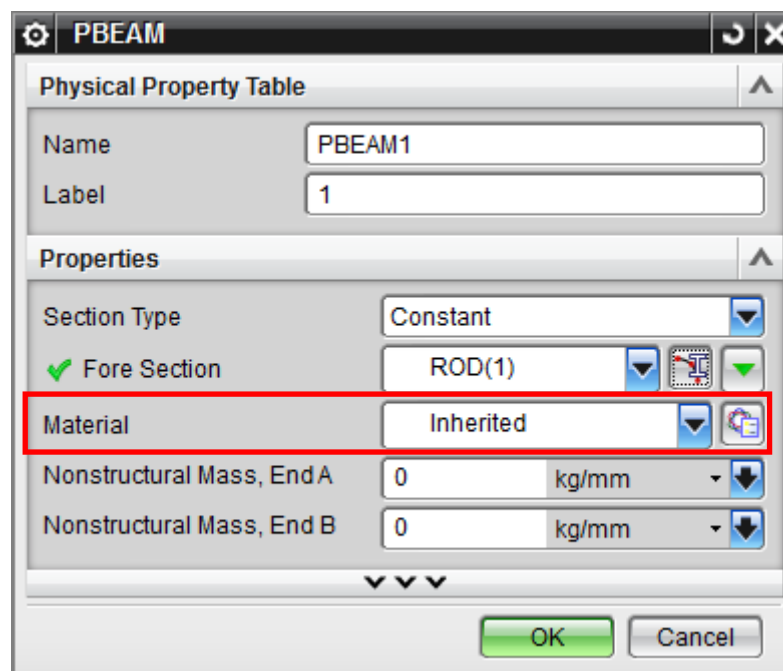 PBEAM
Physical Property Table
Name PBEAM1
Label 1
Properties
Section Type Constant
Fore Section ROD(1)
Material Inherited
Nonstructural Mass, End A 0 kg/mm
Nonstructural Mass, End B 0 kg/mm
OK Cancel